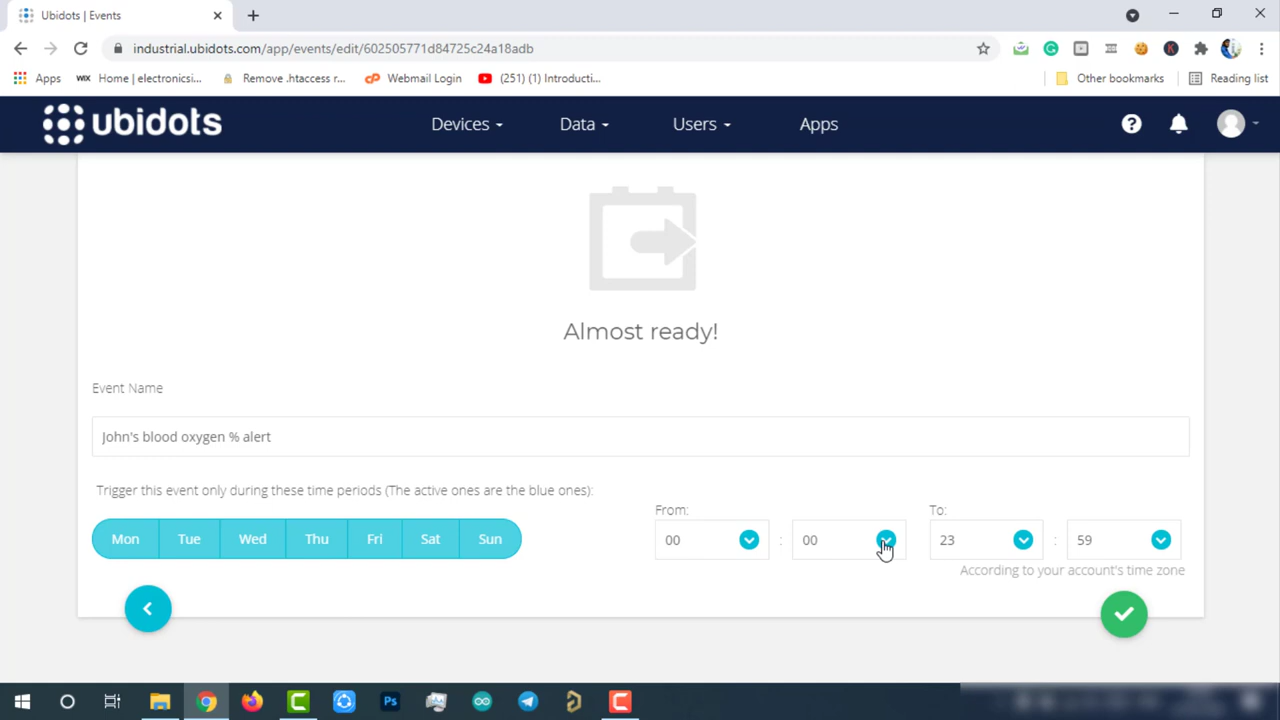 Ubidots | Events
industrial.ubidots.com/app/events/edit/602505771d84725c24a18adb
Apps
WIX Home | electronicsi...
Remove .htaccess r...
Webmail Login
(251) (1) Introducti...
Other bookmarks
Reading list
ubidots
Devices
Data
Users
Apps
Almost ready!
Event Name
John's blood oxygen % alert
Trigger this event only during these time periods (The active ones are the blue ones):
Mon Tue Wed Thu Fri Sat Sun
From:
00 : 00
To:
23 : 59
According to your account's time zone